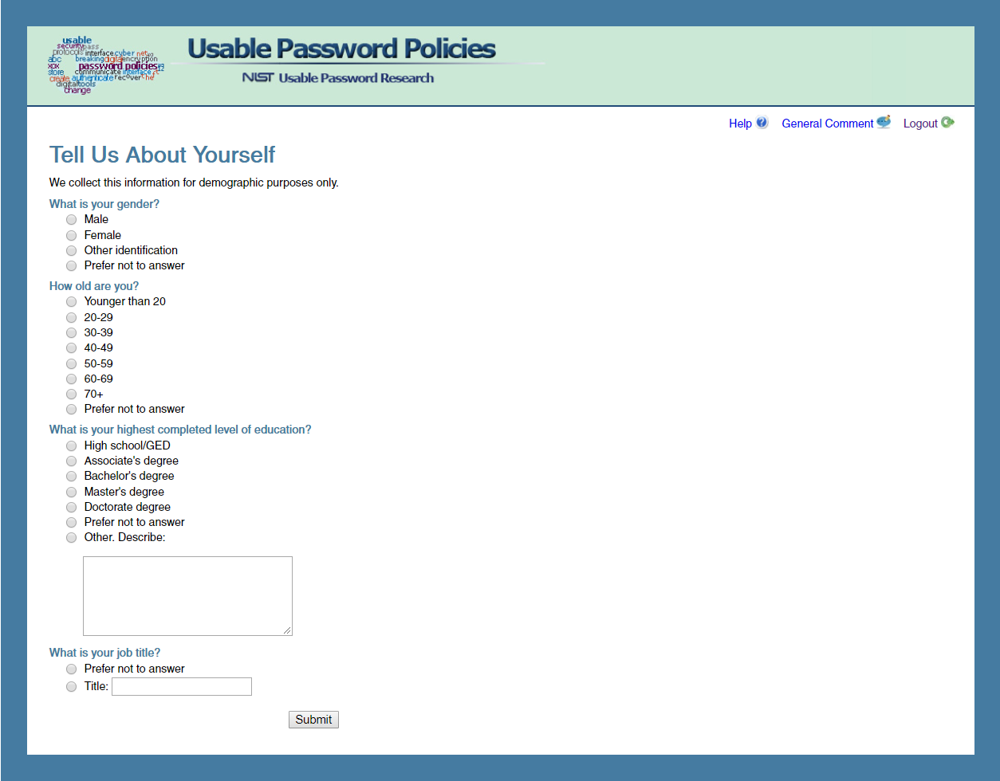 usable
security pass
protocols interface cyber net xo
abc breaking digital encryption
xox password policies
store communicate interface
create authenticate recover
digital tools
change
Usable Password Policies
NIST Usable Password Research
Help General Comment Logout
Tell Us About Yourself
We collect this information for demographic purposes only.
What is your gender?
Male
Female
Other identification
Prefer not to answer
How old are you?
Younger than 20
20-29
30-39
40-49
50-59
60-69
70+
Prefer not to answer
What is your highest completed level of education?
High school/GED
Associate's degree
Bachelor's degree
Master's degree
Doctorate degree
Prefer not to answer
Other. Describe:
What is your job title?
Prefer not to answer
Title:
Submit